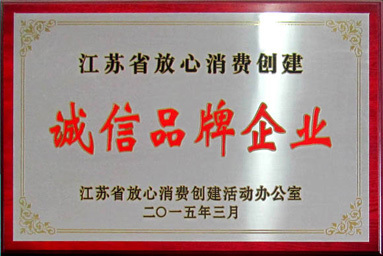 江苏省放心消费创建
诚信品牌企业
江苏省放心消费创建活动办公室
二〇一五年三月